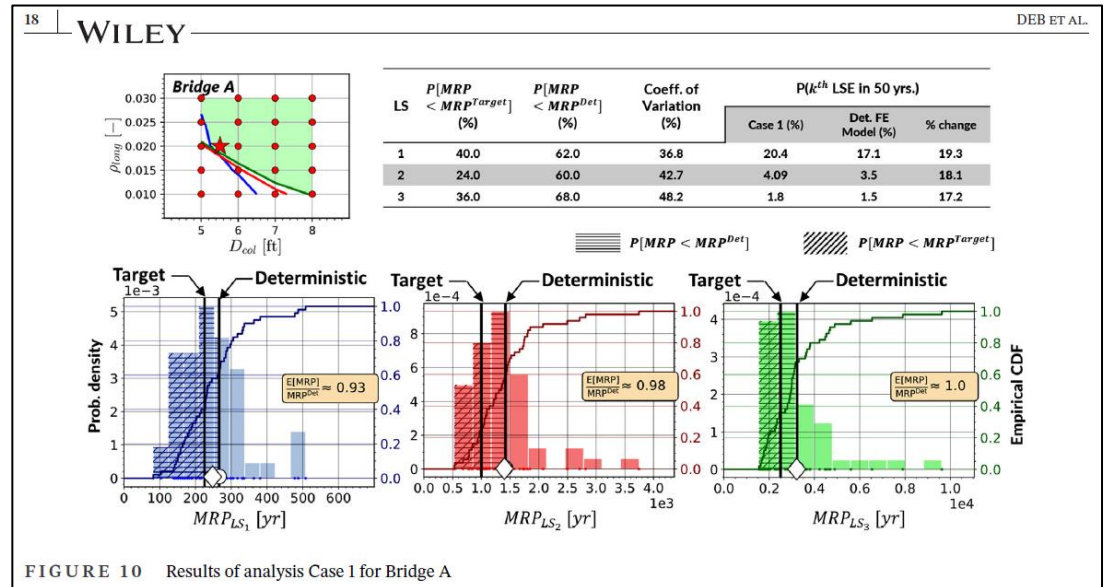 18 WILEY DEB ET AL.
Bridge A
0.030
0.025
0.020
0.015
0.010
ρlong [−]
5 6 7 8
Dcol [ft]
LS P[MRP < MRP^Target] (%) P[MRP < MRP^Det] (%) Coeff. of Variation (%) P(k^th LSE in 50 yrs.)
Case 1 (%) Det. FE Model (%) % change
1 40.0 62.0 36.8 20.4 17.1 19.3
2 24.0 60.0 42.7 4.09 3.5 18.1
3 36.0 68.0 48.2 1.8 1.5 17.2
P[MRP < MRP^Det] P[MRP < MRP^Target]
Target Deterministic
1e−3
Prob. density
5
4
3
2
1
0
1.0
0.8
0.6
0.4
0.2
0.0
E[MRP]/MRP^Det ≈ 0.93
0 100 200 300 400 500 600
MRP_LS1 [yr]
Target Deterministic
1e−4
8
6
4
2
0
1.0
0.8
0.6
0.4
0.2
0.0
E[MRP]/MRP^Det ≈ 0.98
0.0 0.5 1.0 1.5 2.0 2.5 3.0 3.5 4.0
1e3
MRP_LS2 [yr]
Target Deterministic
1e−4
4
3
2
1
0
1.0
0.8
0.6
0.4
0.2
0.0
Empirical CDF
E[MRP]/MRP^Det ≈ 1.0
0.0 0.2 0.4 0.6 0.8 1.0
1e4
MRP_LS3 [yr]
FIGURE 10 Results of analysis Case 1 for Bridge A